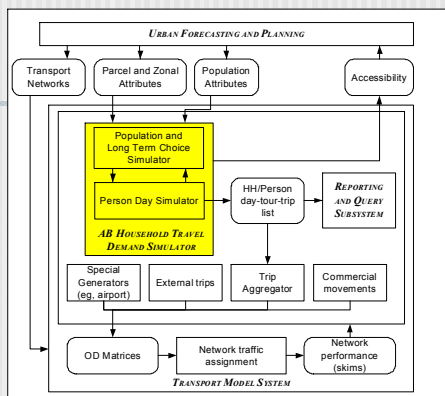 URBAN FORECASTING AND PLANNING
Transport
Networks
Parcel and Zonal
Attributes
Population
Attributes
Accessibility
Population and
Long Term Choice
Simulator
Person Day Simulator
AB HOUSEHOLD TRAVEL
DEMAND SIMULATOR
HH/Person
day-tour-trip
list
REPORTING
AND QUERY
SUBSYSTEM
Special
Generators
(eg, airport)
External trips
Trip
Aggregator
Commercial
movements
OD Matrices
Network traffic
assignment
Network
performance
(skims)
TRANSPORT MODEL SYSTEM